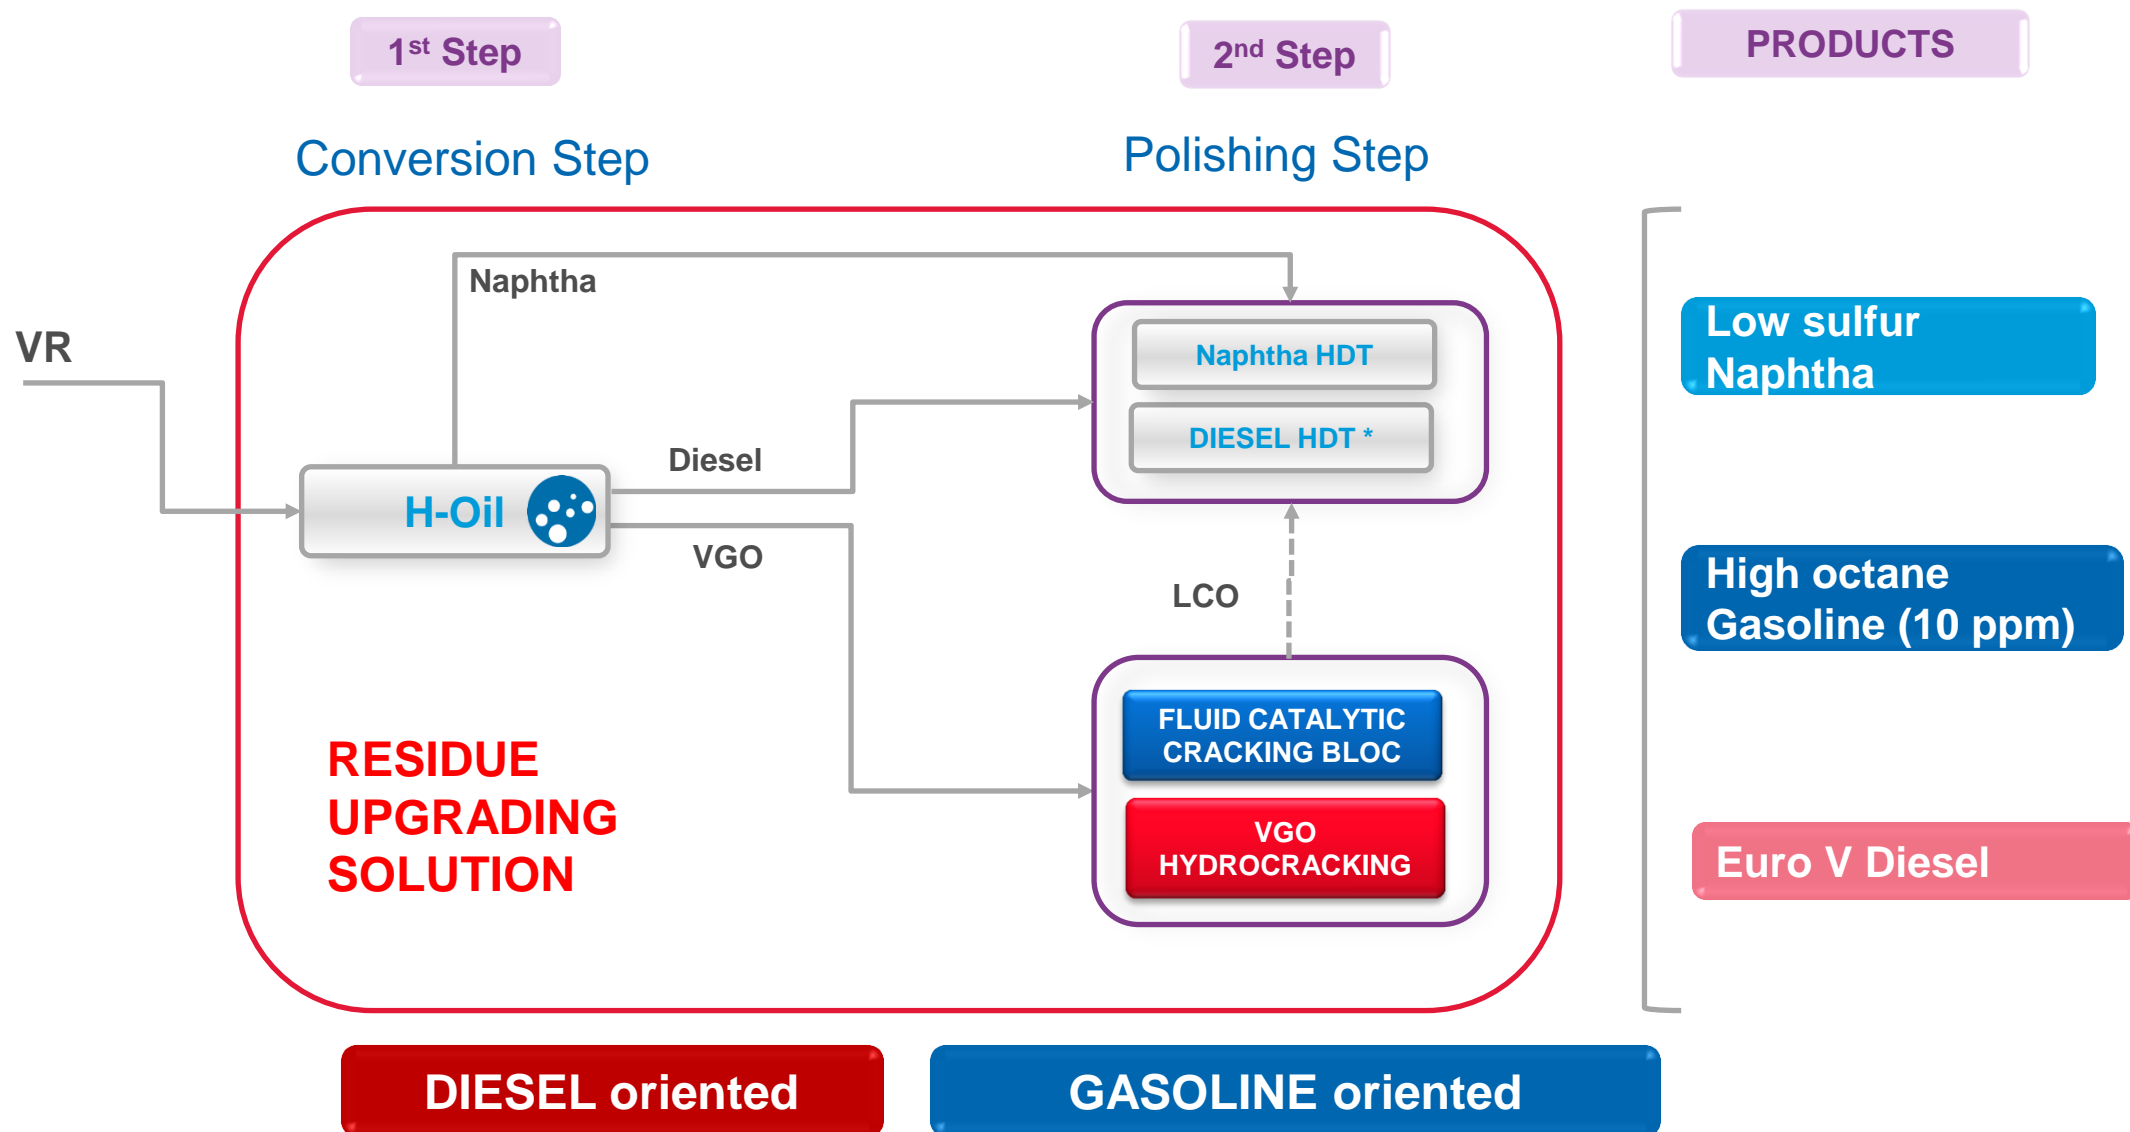 1st Step
2nd Step
PRODUCTS
Conversion Step
Polishing Step
Naphtha
VR
Naphtha HDT
DIESEL HDT *
Low sulfur
Naphtha
Diesel
H-Oil
VGO
LCO
High octane
Gasoline (10 ppm)
FLUID CATALYTIC
CRACKING BLOC
RESIDUE
UPGRADING
SOLUTION
VGO
HYDROCRACKING
Euro V Diesel
DIESEL oriented
GASOLINE oriented